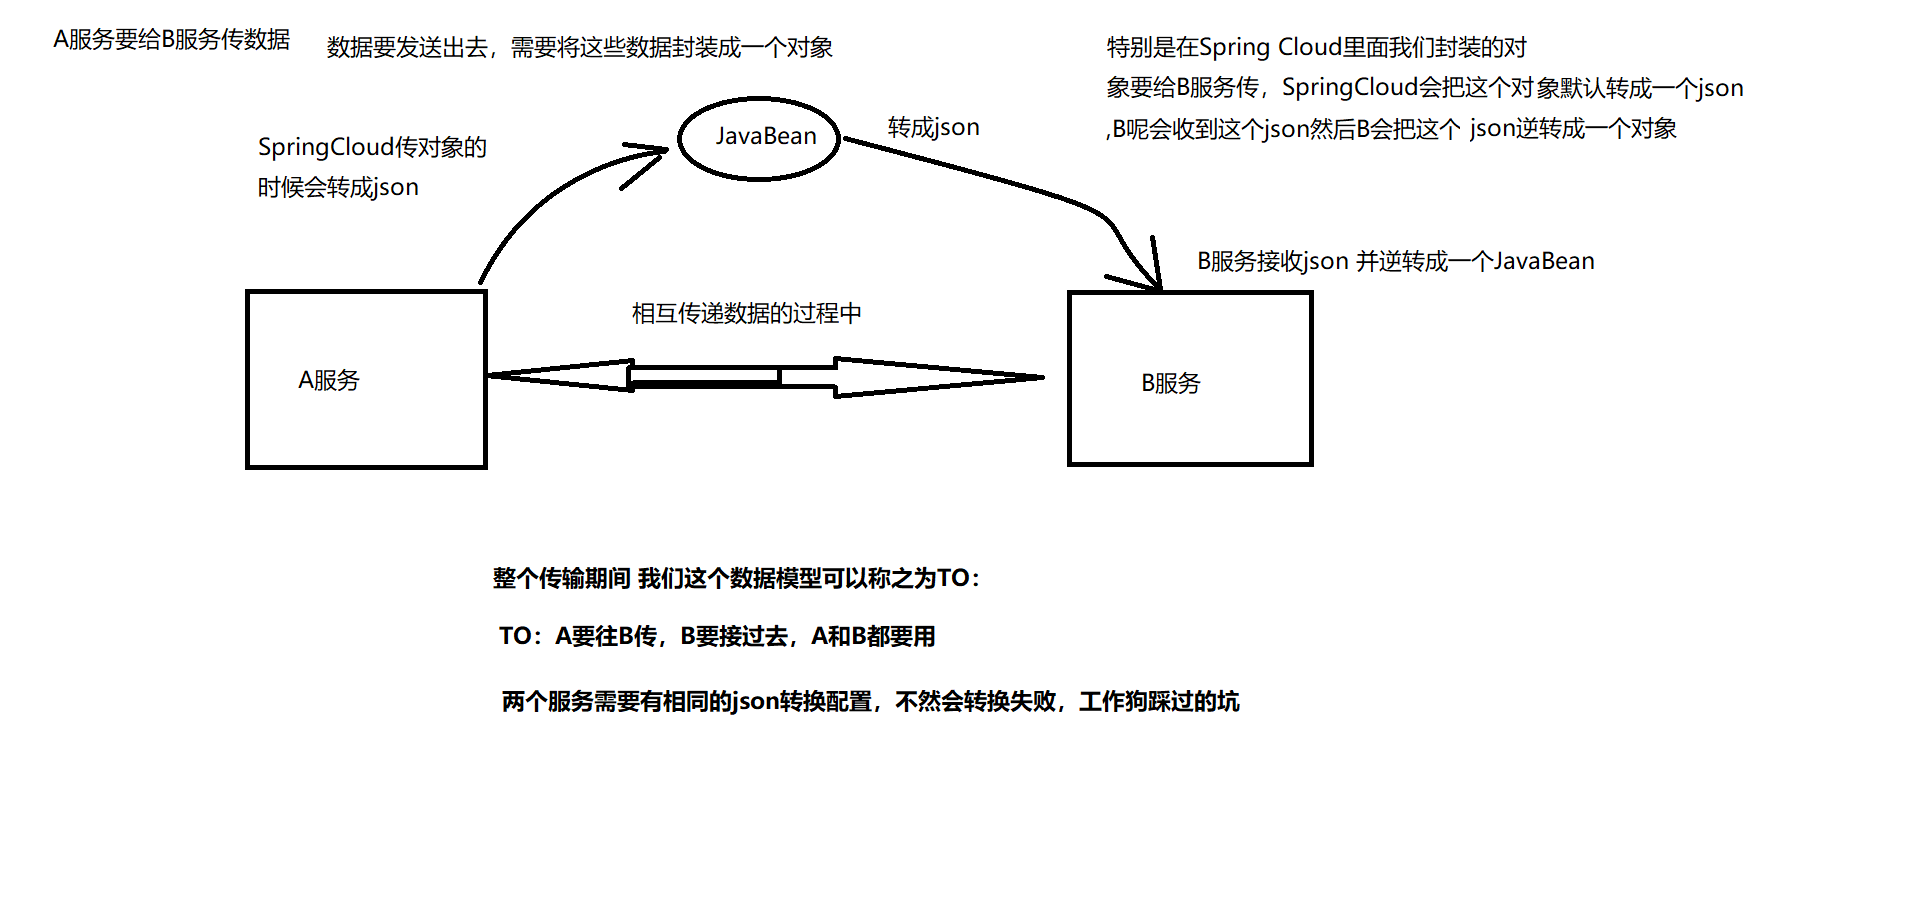 A服务要给B服务传数据
数据要发送出去，需要将这些数据封装成一个对象
特别是在Spring Cloud里面我们封装的对
象要给B服务传，SpringCloud会把这个对象默认转成一个json
,B呢会收到这个json然后B会把这个 json逆转成一个对象
SpringCloud传对象的
时候会转成json
JavaBean
转成json
B服务接收json 并逆转成一个JavaBean
相互传递数据的过程中
A服务
B服务
整个传输期间 我们这个数据模型可以称之为TO：
TO：A要往B传，B要接过去，A和B都要用
两个服务需要有相同的json转换配置，不然会转换失败，工作狗踩过的坑